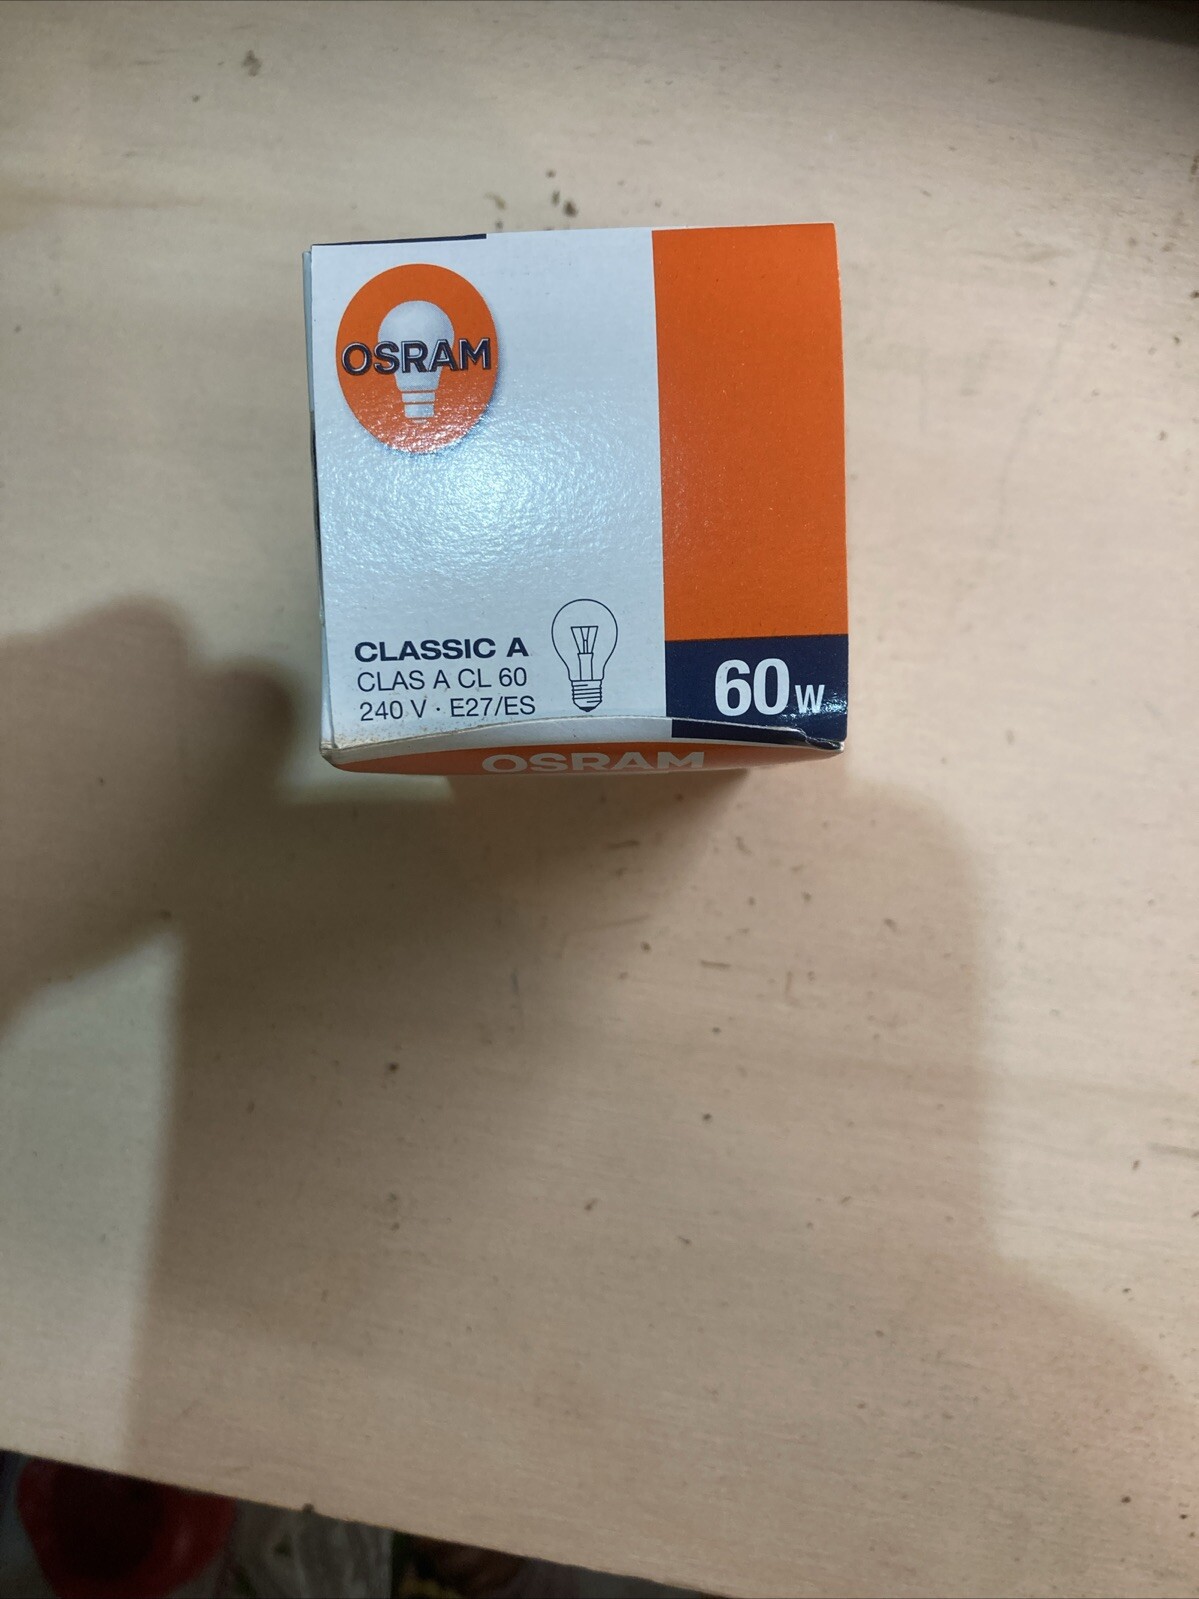 OSRAM
CLASSIC A
CLAS A CL 60
240 V · E27/ES
60 W
OSRAM